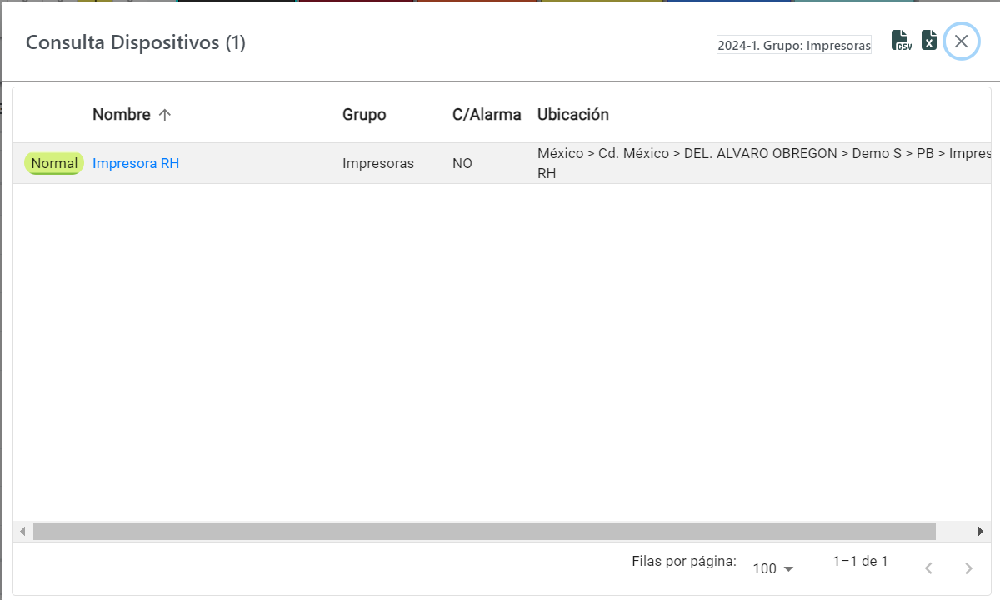 Consulta Dispositivos (1)
2024-1. Grupo: Impresoras
CSV
X
Nombre
Grupo
C/Alarma
Ubicación
Normal
Impresora RH
Impresoras
NO
México > Cd. México > DEL. ALVARO OBREGON > Demo S > PB > Impres
RH
Filas por página:
100
1–1 de 1